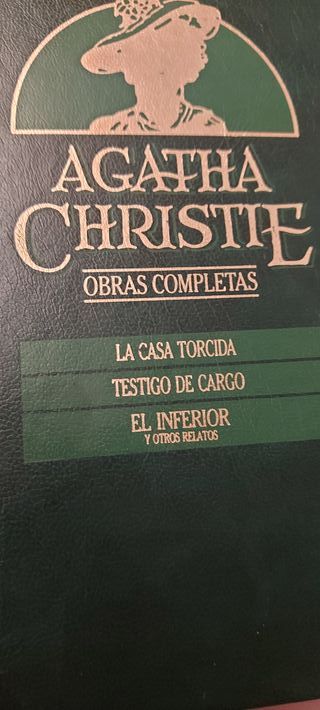 AGATHA
CHRISTIE
OBRAS COMPLETAS
LA CASA TORCIDA
TESTIGO DE CARGO
EL INFERIOR
Y OTROS RELATOS